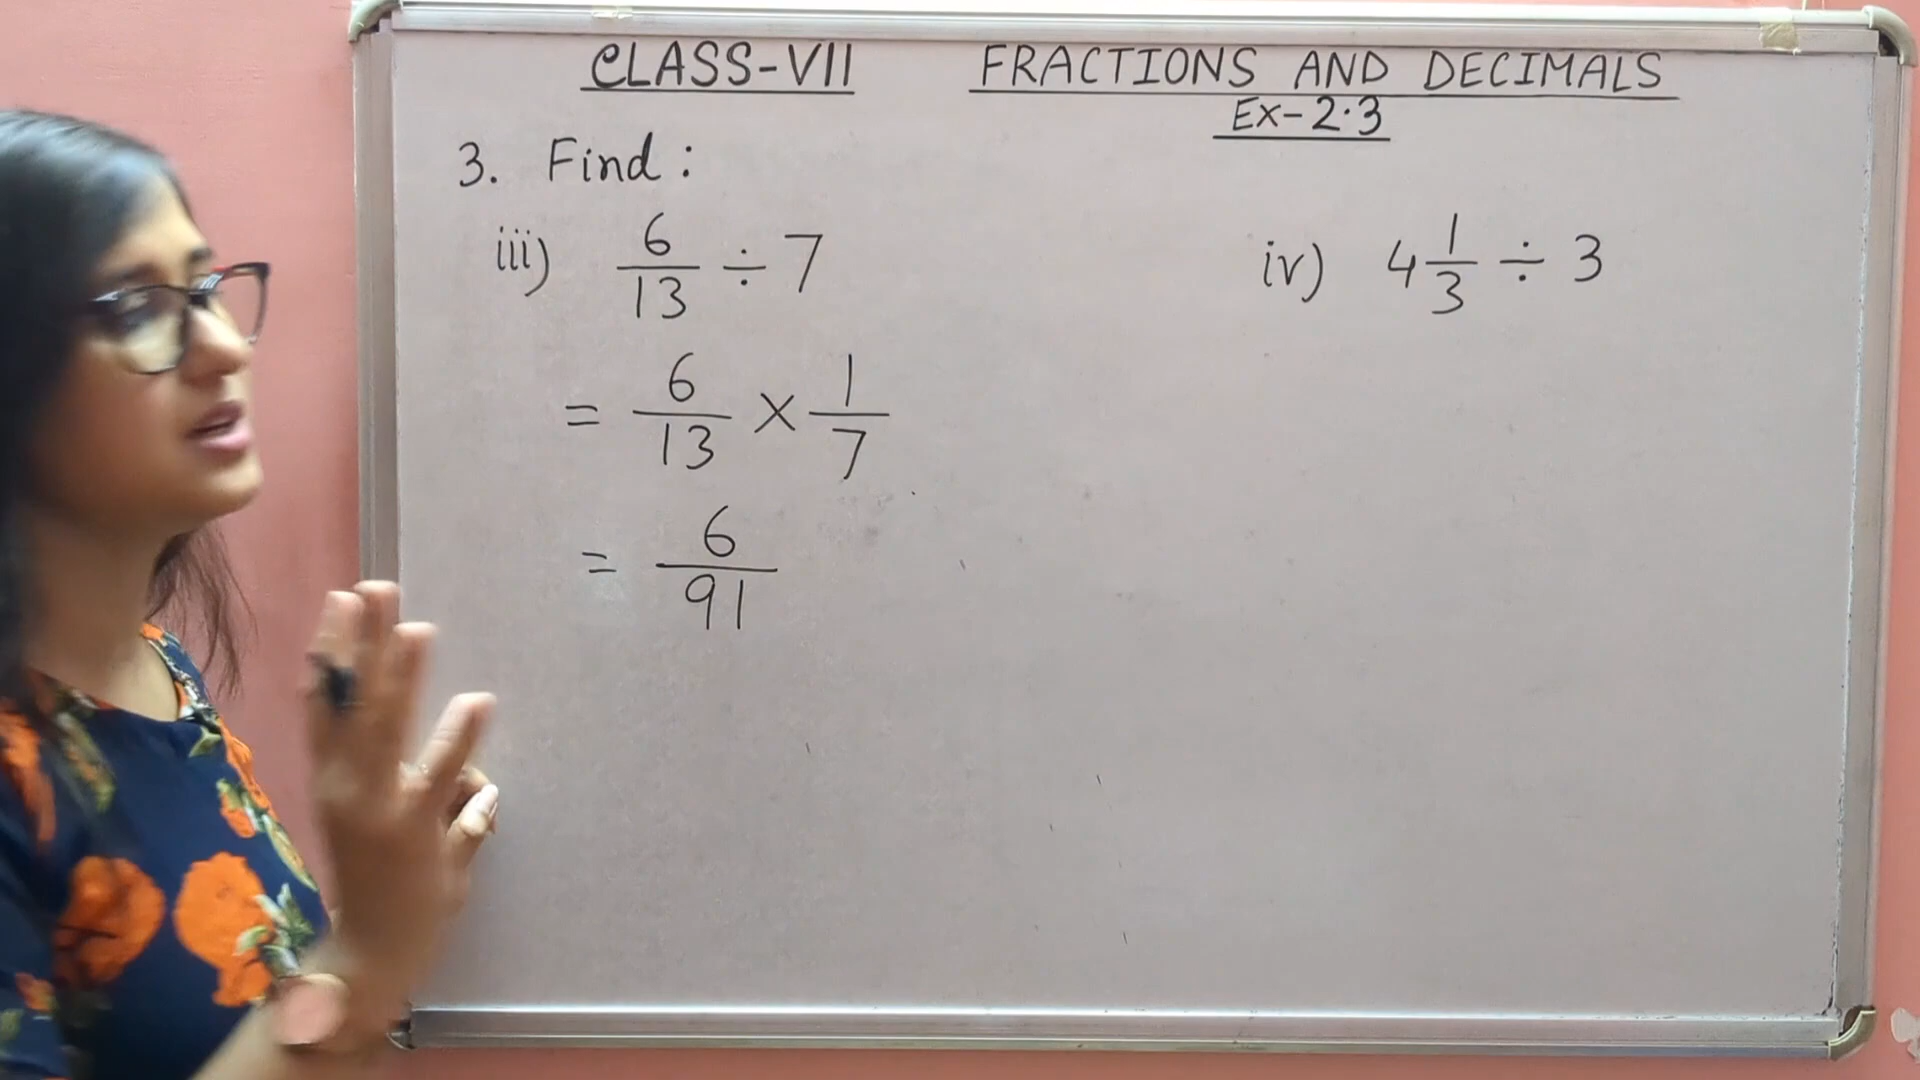 CLASS-VII FRACTIONS AND DECIMALS
Ex-2.3
3. Find :
iii) 6/13 ÷ 7
= 6/13 × 1/7
= 6/91
iv) 4 1/3 ÷ 3